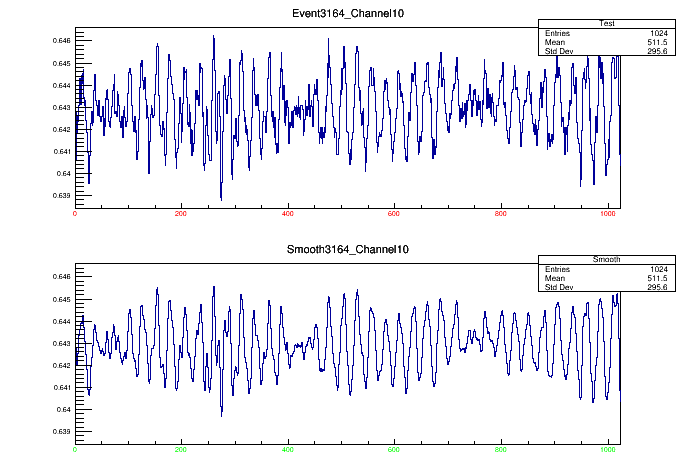 Event3164_Channel10
Test
Entries 1024
Mean 511.5
Std Dev 295.6
0.646
0.645
0.644
0.643
0.642
0.641
0.64
0.639
0 200 400 600 800 1000
Smooth3164_Channel10
Smooth
Entries 1024
Mean 511.5
Std Dev 295.6
0.646
0.645
0.644
0.643
0.642
0.641
0.64
0.639
0 200 400 600 800 1000